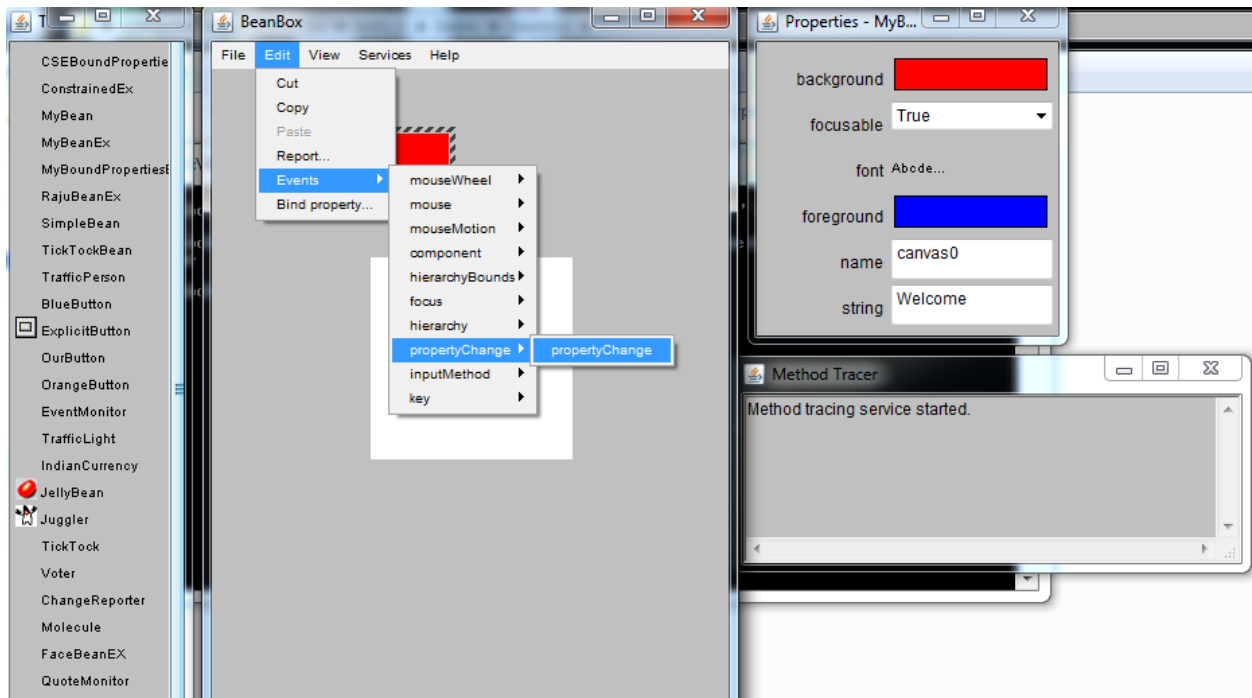 T
CSEBoundPropertie
ConstrainedEx
MyBean
MyBeanEx
MyBoundPropertiesE
RajuBeanEx
SimpleBean
TickTockBean
TrafficPerson
BlueButton
ExplicitButton
OurButton
OrangeButton
EventMonitor
TrafficLight
IndianCurrency
JellyBean
Juggler
TickTock
Voter
ChangeReporter
Molecule
FaceBeanEX
QuoteMonitor
BeanBox
File Edit View Services Help
Cut
Copy
Paste
Report...
Events
Bind property...
mouseWheel
mouse
mouseMotion
component
hierarchyBounds
focus
hierarchy
propertyChange
inputMethod
key
propertyChange
Properties - MyB...
background
focusable True
font Abcde...
foreground
name canvas0
string Welcome
Method Tracer
Method tracing service started.